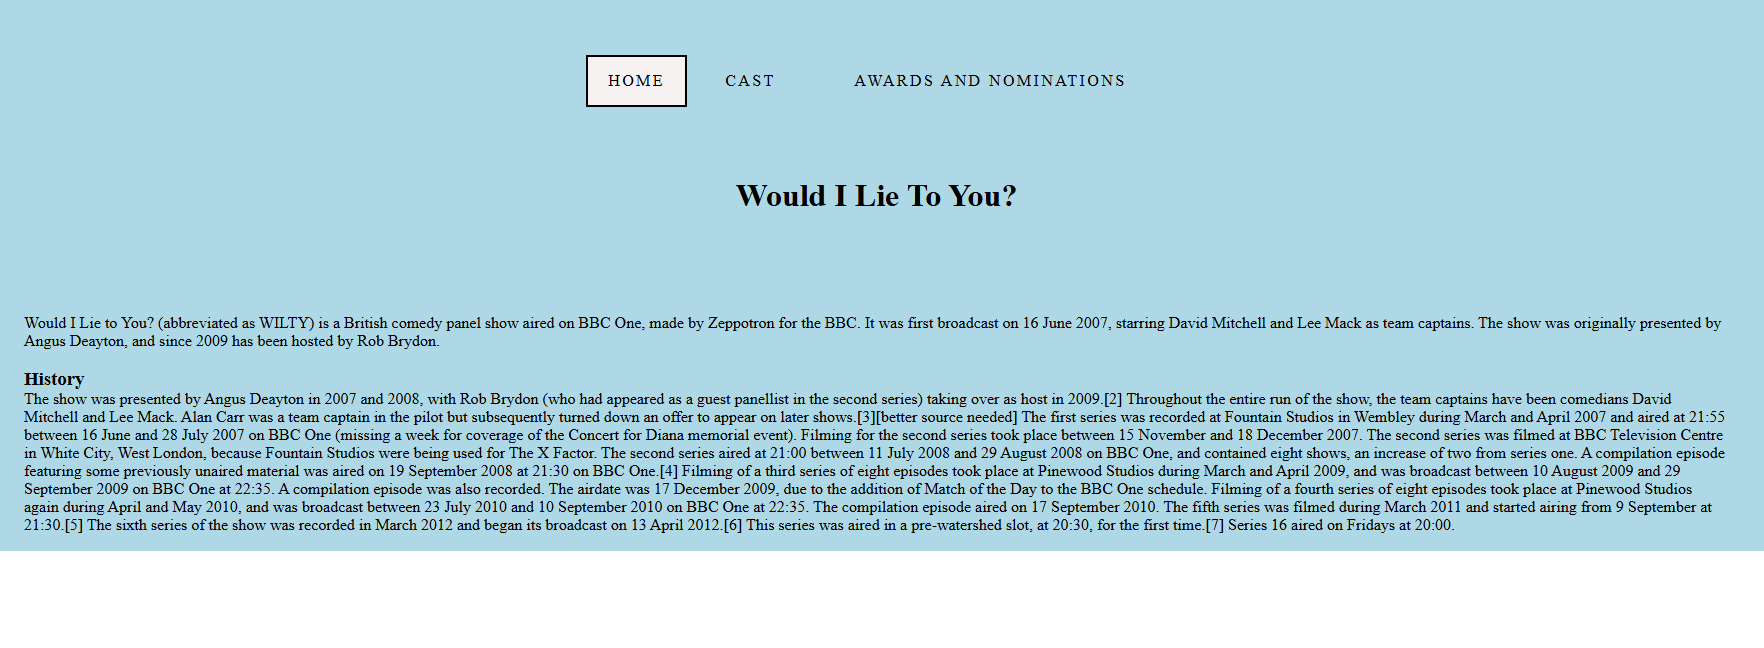 HOME CAST AWARDS AND NOMINATIONS
Would I Lie To You?
Would I Lie to You? (abbreviated as WILTY) is a British comedy panel show aired on BBC One, made by Zeppotron for the BBC. It was first broadcast on 16 June 2007, starring David Mitchell and Lee Mack as team captains. The show was originally presented by
Angus Deayton, and since 2009 has been hosted by Rob Brydon.
History
The show was presented by Angus Deayton in 2007 and 2008, with Rob Brydon (who had appeared as a guest panellist in the second series) taking over as host in 2009.[2] Throughout the entire run of the show, the team captains have been comedians David
Mitchell and Lee Mack. Alan Carr was a team captain in the pilot but subsequently turned down an offer to appear on later shows.[3][better source needed] The first series was recorded at Fountain Studios in Wembley during March and April 2007 and aired at 21:55
between 16 June and 28 July 2007 on BBC One (missing a week for coverage of the Concert for Diana memorial event). Filming for the second series took place between 15 November and 18 December 2007. The second series was filmed at BBC Television Centre
in White City, West London, because Fountain Studios were being used for The X Factor. The second series aired at 21:00 between 11 July 2008 and 29 August 2008 on BBC One, and contained eight shows, an increase of two from series one. A compilation episode
featuring some previously unaired material was aired on 19 September 2008 at 21:30 on BBC One.[4] Filming of a third series of eight episodes took place at Pinewood Studios during March and April 2009, and was broadcast between 10 August 2009 and 29
September 2009 on BBC One at 22:35. A compilation episode was also recorded. The airdate was 17 December 2009, due to the addition of Match of the Day to the BBC One schedule. Filming of a fourth series of eight episodes took place at Pinewood Studios
again during April and May 2010, and was broadcast between 23 July 2010 and 10 September 2010 on BBC One at 22:35. The compilation episode aired on 17 September 2010. The fifth series was filmed during March 2011 and started airing from 9 September at
21:30.[5] The sixth series of the show was recorded in March 2012 and began its broadcast on 13 April 2012.[6] This series was aired in a pre-watershed slot, at 20:30, for the first time.[7] Series 16 aired on Fridays at 20:00.